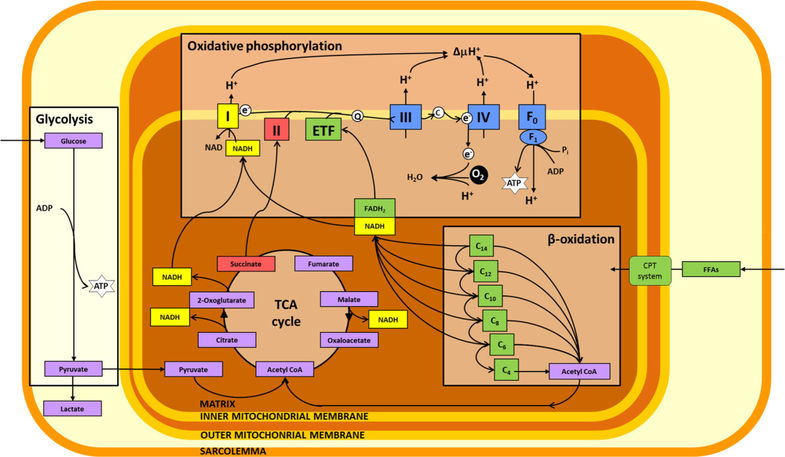 Oxidative phosphorylation
ΔμH⁺
H⁺
H⁺
H⁺
H⁺
I
e⁻
II
ETF
Q
III
C
e⁻
IV
F₀
F₁
NAD
NADH
e⁻
O₂
H₂O
H⁺
Pᵢ
ADP
ATP
H⁺
Glycolysis
Glucose
ADP
ATP
Pyruvate
Lactate
FADH₂
NADH
β-oxidation
C₁₄
C₁₂
C₁₀
C₈
C₆
C₄
Acetyl CoA
CPT
system
FFAs
TCA
cycle
Succinate
Fumarate
Malate
NADH
Oxaloacetate
Acetyl CoA
Citrate
NADH
2-Oxoglutarate
NADH
Pyruvate
MATRIX
INNER MITOCHONDRIAL MEMBRANE
OUTER MITOCHONRIAL MEMBRANE
SARCOLEMMA